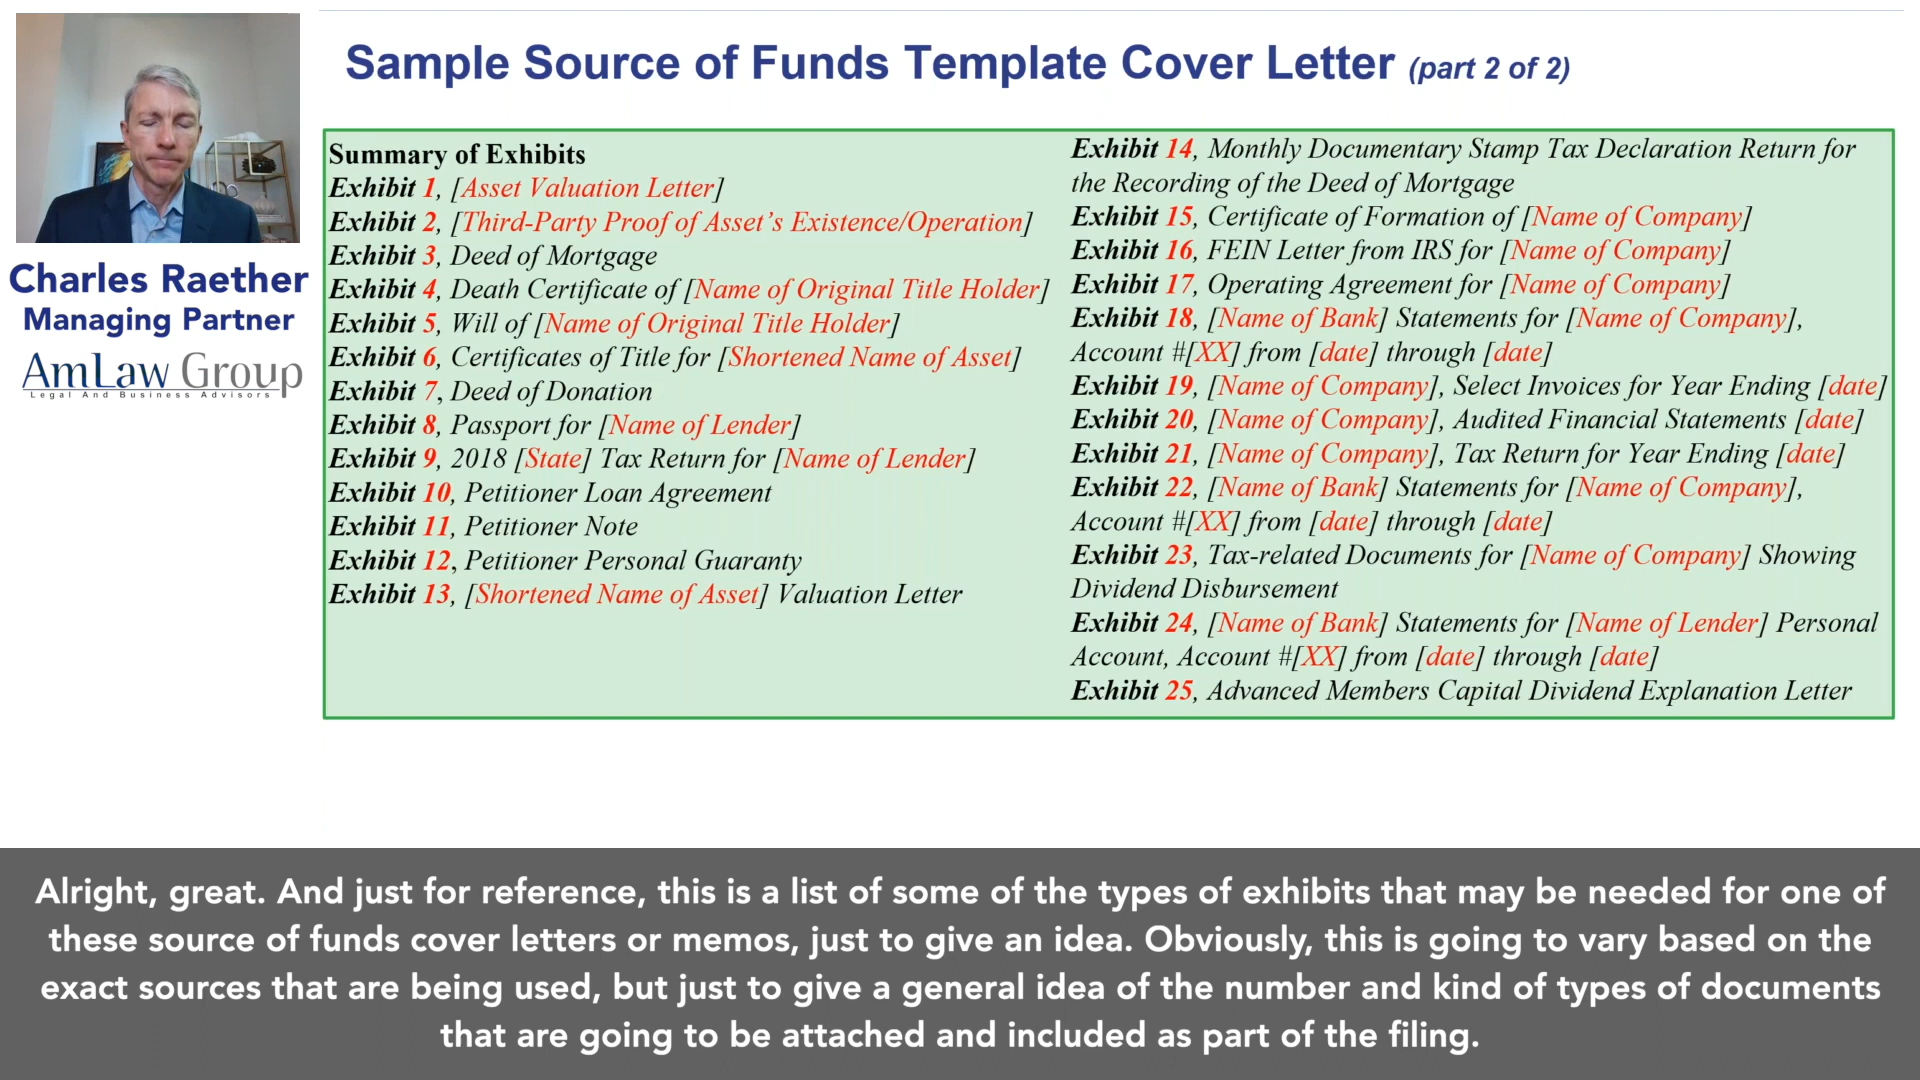 Sample Source of Funds Template Cover Letter (part 2 of 2)
Charles Raether
Managing Partner
AmLaw Group
Legal And Business Advisors
Summary of Exhibits
Exhibit 1, [Asset Valuation Letter]
Exhibit 2, [Third-Party Proof of Asset’s Existence/Operation]
Exhibit 3, Deed of Mortgage
Exhibit 4, Death Certificate of [Name of Original Title Holder]
Exhibit 5, Will of [Name of Original Title Holder]
Exhibit 6, Certificates of Title for [Shortened Name of Asset]
Exhibit 7, Deed of Donation
Exhibit 8, Passport for [Name of Lender]
Exhibit 9, 2018 [State] Tax Return for [Name of Lender]
Exhibit 10, Petitioner Loan Agreement
Exhibit 11, Petitioner Note
Exhibit 12, Petitioner Personal Guaranty
Exhibit 13, [Shortened Name of Asset] Valuation Letter
Exhibit 14, Monthly Documentary Stamp Tax Declaration Return for
the Recording of the Deed of Mortgage
Exhibit 15, Certificate of Formation of [Name of Company]
Exhibit 16, FEIN Letter from IRS for [Name of Company]
Exhibit 17, Operating Agreement for [Name of Company]
Exhibit 18, [Name of Bank] Statements for [Name of Company],
Account #[XX] from [date] through [date]
Exhibit 19, [Name of Company], Select Invoices for Year Ending [date]
Exhibit 20, [Name of Company], Audited Financial Statements [date]
Exhibit 21, [Name of Company], Tax Return for Year Ending [date]
Exhibit 22, [Name of Bank] Statements for [Name of Company],
Account #[XX] from [date] through [date]
Exhibit 23, Tax-related Documents for [Name of Company] Showing
Dividend Disbursement
Exhibit 24, [Name of Bank] Statements for [Name of Lender] Personal
Account, Account #[XX] from [date] through [date]
Exhibit 25, Advanced Members Capital Dividend Explanation Letter
Alright, great. And just for reference, this is a list of some of the types of exhibits that may be needed for one of
these source of funds cover letters or memos, just to give an idea. Obviously, this is going to vary based on the
exact sources that are being used, but just to give a general idea of the number and kind of types of documents
that are going to be attached and included as part of the filing.